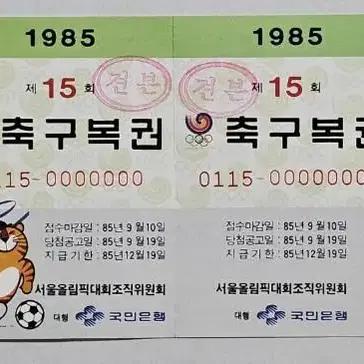 1985
제 15 회
견본
축구복권
115-0000000
접수마감일 : 85년 9월10일
당첨공고일 : 85년 9월19일
지급기한 : 85년12월19일
서울올림픽대회조직위원회
대행 국민은행
1985
견본
제 15 회
축구복권
0115-0000000
접수마감일 : 85년 9월10일
당첨공고일 : 85년 9월19일
지급기한 : 85년12월19일
서울올림픽대회조직위원회
대행 국민은행